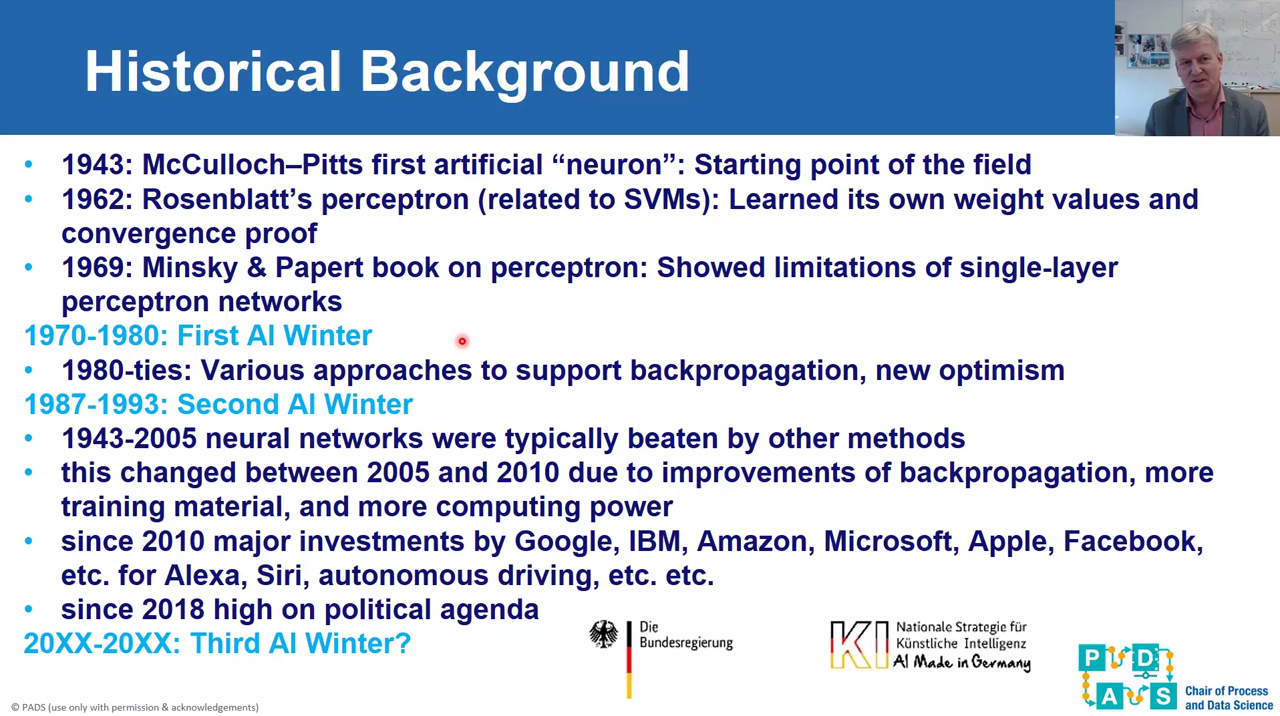 Historical Background
• 1943: McCulloch–Pitts first artificial “neuron”: Starting point of the field
• 1962: Rosenblatt’s perceptron (related to SVMs): Learned its own weight values and
convergence proof
• 1969: Minsky & Papert book on perceptron: Showed limitations of single-layer
perceptron networks
1970-1980: First AI Winter
• 1980-ties: Various approaches to support backpropagation, new optimism
1987-1993: Second AI Winter
• 1943-2005 neural networks were typically beaten by other methods
• this changed between 2005 and 2010 due to improvements of backpropagation, more
training material, and more computing power
• since 2010 major investments by Google, IBM, Amazon, Microsoft, Apple, Facebook,
etc. for Alexa, Siri, autonomous driving, etc. etc.
• since 2018 high on political agenda
20XX-20XX: Third AI Winter?
Die
Bundesregierung
KI
Nationale Strategie für
Künstliche Intelligenz
AI Made in Germany
P D
A S
Chair of Process
and Data Science
© PADS (use only with permission & acknowledgements)